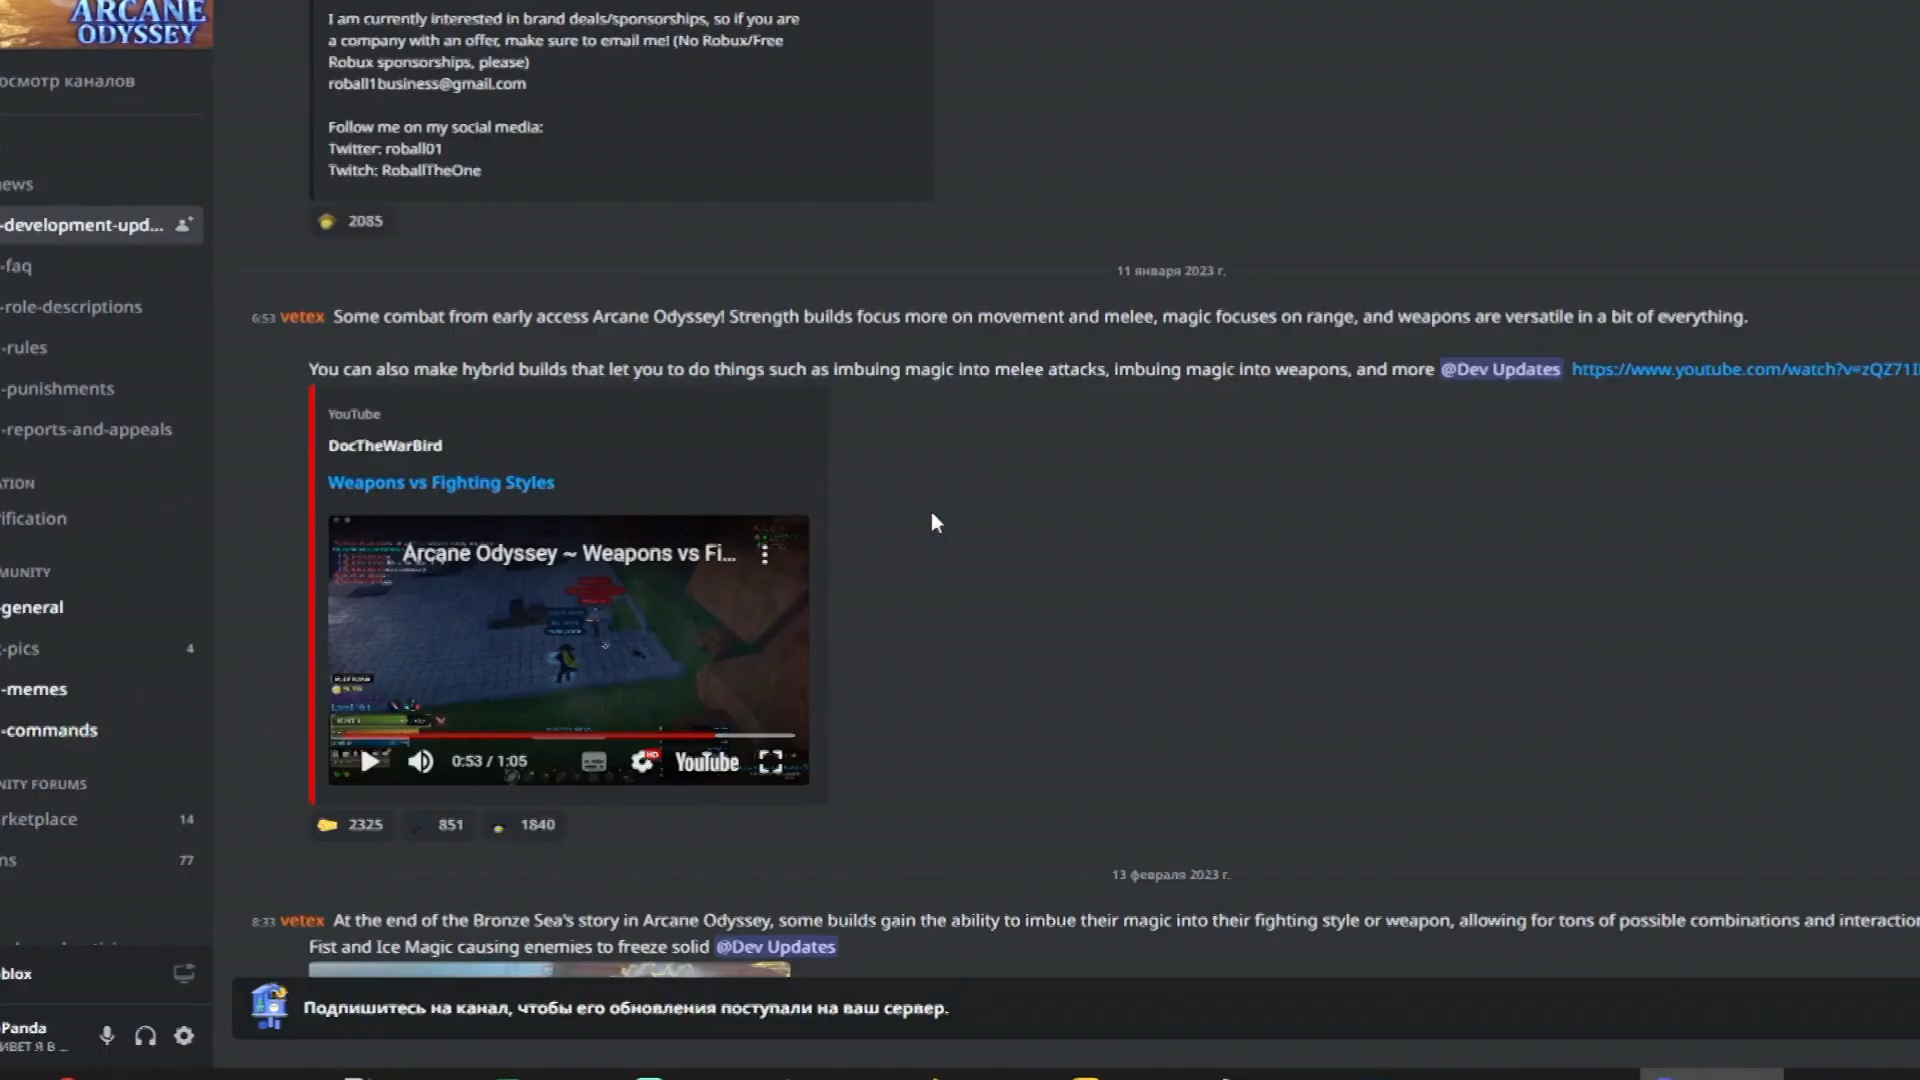 ARCANE
ODYSSEY
осмотр каналов
ews
-development-upd...
-faq
-role-descriptions
-rules
-punishments
-reports-and-appeals
ATION
ification
MUNITY
-general
-pics 4
-memes
-commands
NITY FORUMS
rketplace 14
ns 77
blox
Panda
ИВЕТ Я В ...
I am currently interested in brand deals/sponsorships, so if you are
a company with an offer, make sure to email me! (No Robux/Free
Robux sponsorships, please)
roball1business@gmail.com
Follow me on my social media:
Twitter: roball01
Twitch: RoballTheOne
2085
11 января 2023 г.
6:53 vetex Some combat from early access Arcane Odyssey! Strength builds focus more on movement and melee, magic focuses on range, and weapons are versatile in a bit of everything.
You can also make hybrid builds that let you to do things such as imbuing magic into melee attacks, imbuing magic into weapons, and more @Dev Updates https://www.youtube.com/watch?v=zQZ71I
YouTube
DocTheWarBird
Weapons vs Fighting Styles
Arcane Odyssey ~ Weapons vs Fi...
0:53 / 1:05 HD YouTube
2325 851 1840
13 февраля 2023 г.
8:33 vetex At the end of the Bronze Sea's story in Arcane Odyssey, some builds gain the ability to imbue their magic into their fighting style or weapon, allowing for tons of possible combinations and interaction
Fist and Ice Magic causing enemies to freeze solid @Dev Updates
Подпишитесь на канал, чтобы его обновления поступали на ваш сервер.